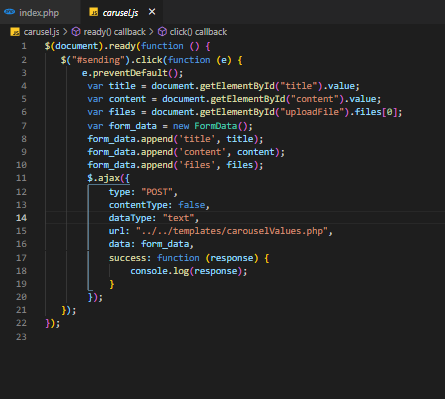 index.php
JS carusel.js ×
JS carusel.js > ready() callback > click() callback
1 $(document).ready(function () {
2 $("#sending").click(function (e) {
3 e.preventDefault();
4 var title = document.getElementById("title").value;
5 var content = document.getElementById("content").value;
6 var files = document.getElementById("uploadFile").files[0];
7 var form_data = new FormData();
8 form_data.append('title', title);
9 form_data.append('content', content);
10 form_data.append('files', files);
11 $.ajax({
12 type: "POST",
13 contentType: false,
14 dataType: "text",
15 url: "../../templates/carouselValues.php",
16 data: form_data,
17 success: function (response) {
18 console.log(response);
19 }
20 });
21 });
22 });
23